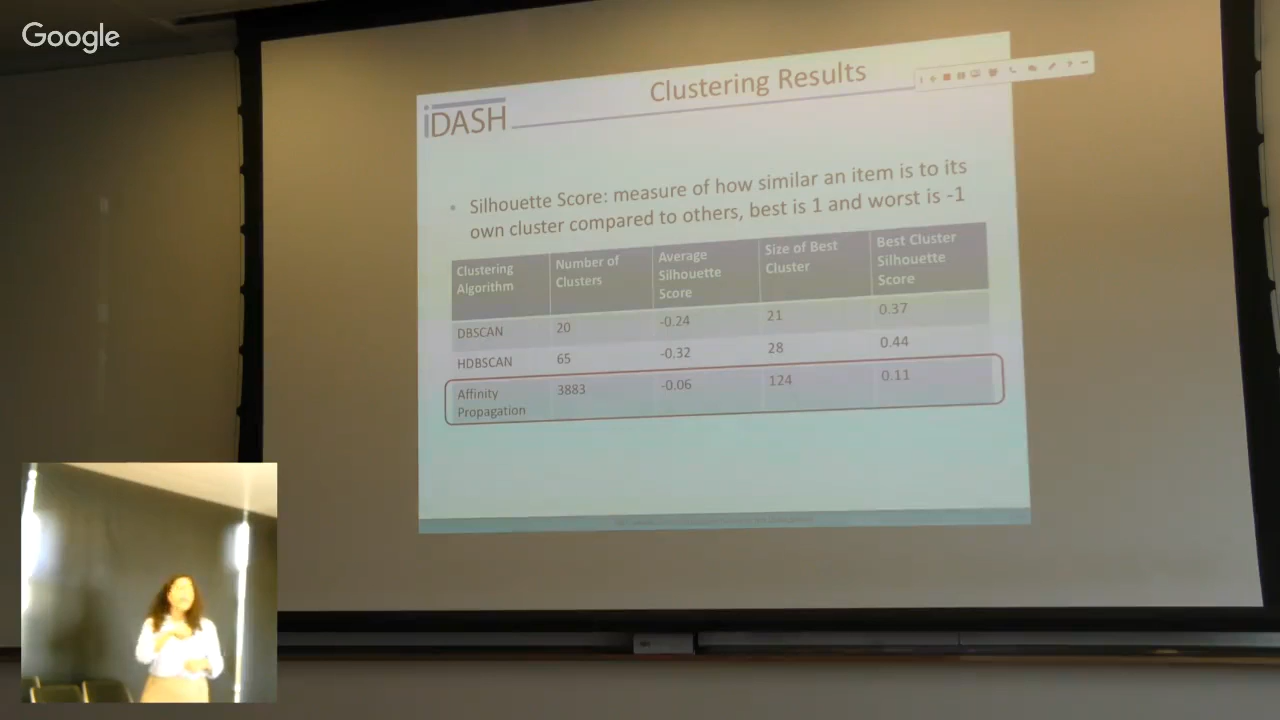 Google
Clustering Results
iDASH
• Silhouette Score: measure of how similar an item is to its
own cluster compared to others, best is 1 and worst is -1
Clustering Algorithm Number of Clusters Average Silhouette Score Size of Best Cluster Best Cluster Silhouette Score
DBSCAN 20 -0.24 21 0.37
HDBSCAN 65 -0.32 28 0.44
Affinity Propagation 3883 -0.06 124 0.11